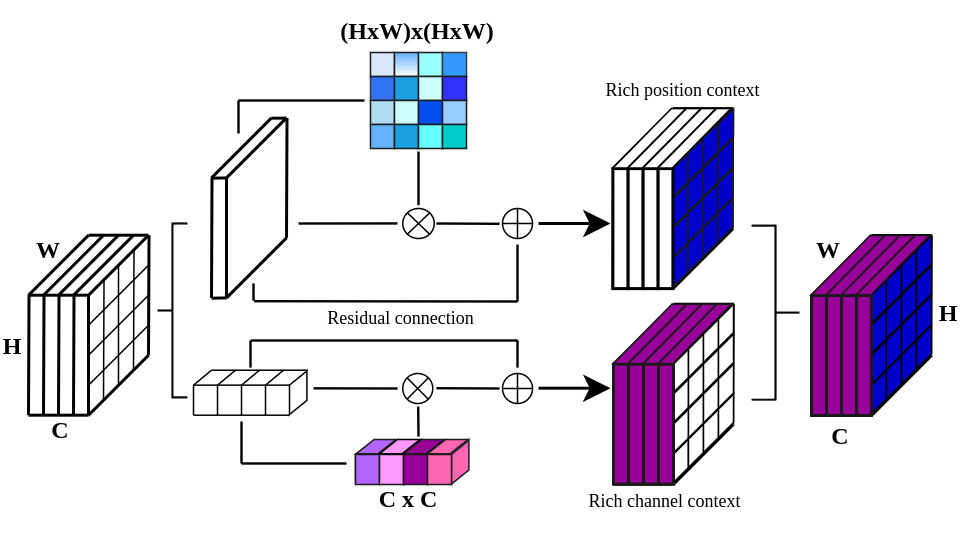 (HxW)x(HxW)
Rich position context
W
H
C
Residual connection
C x C
Rich channel context
W
H
C